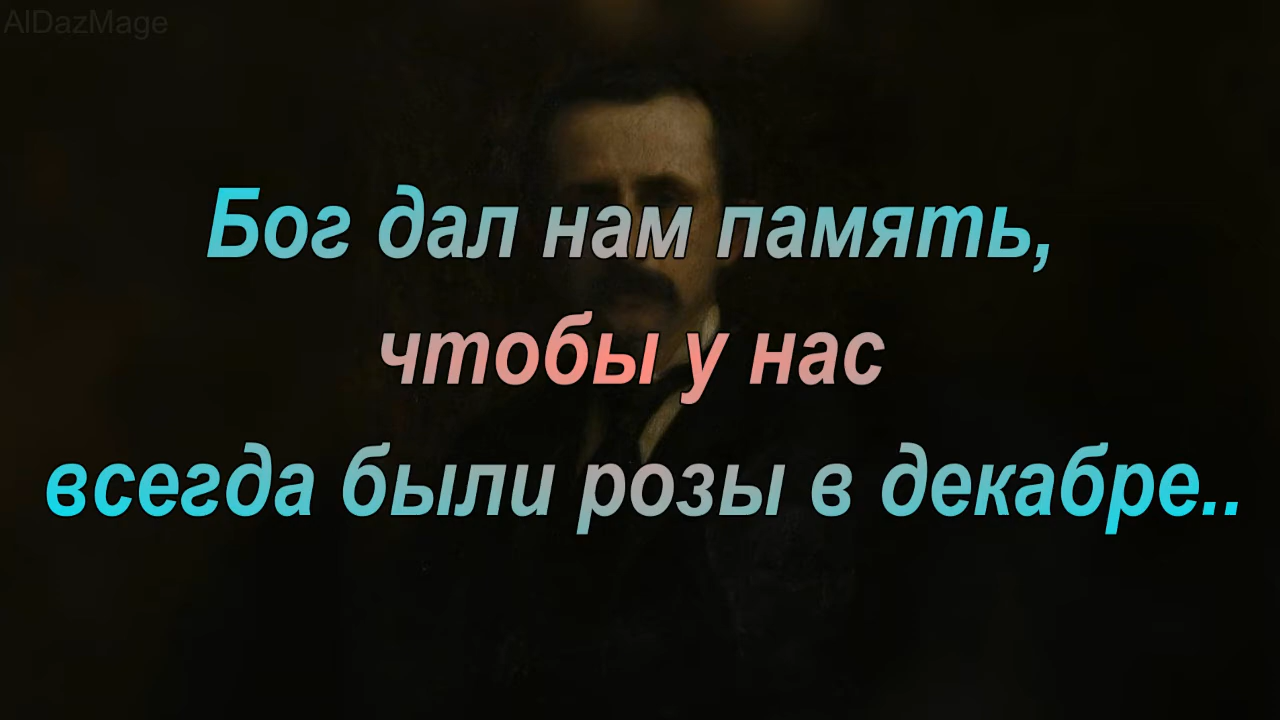 AIDazMage
Бог дал нам память,
чтобы у нас
всегда были розы в декабре..